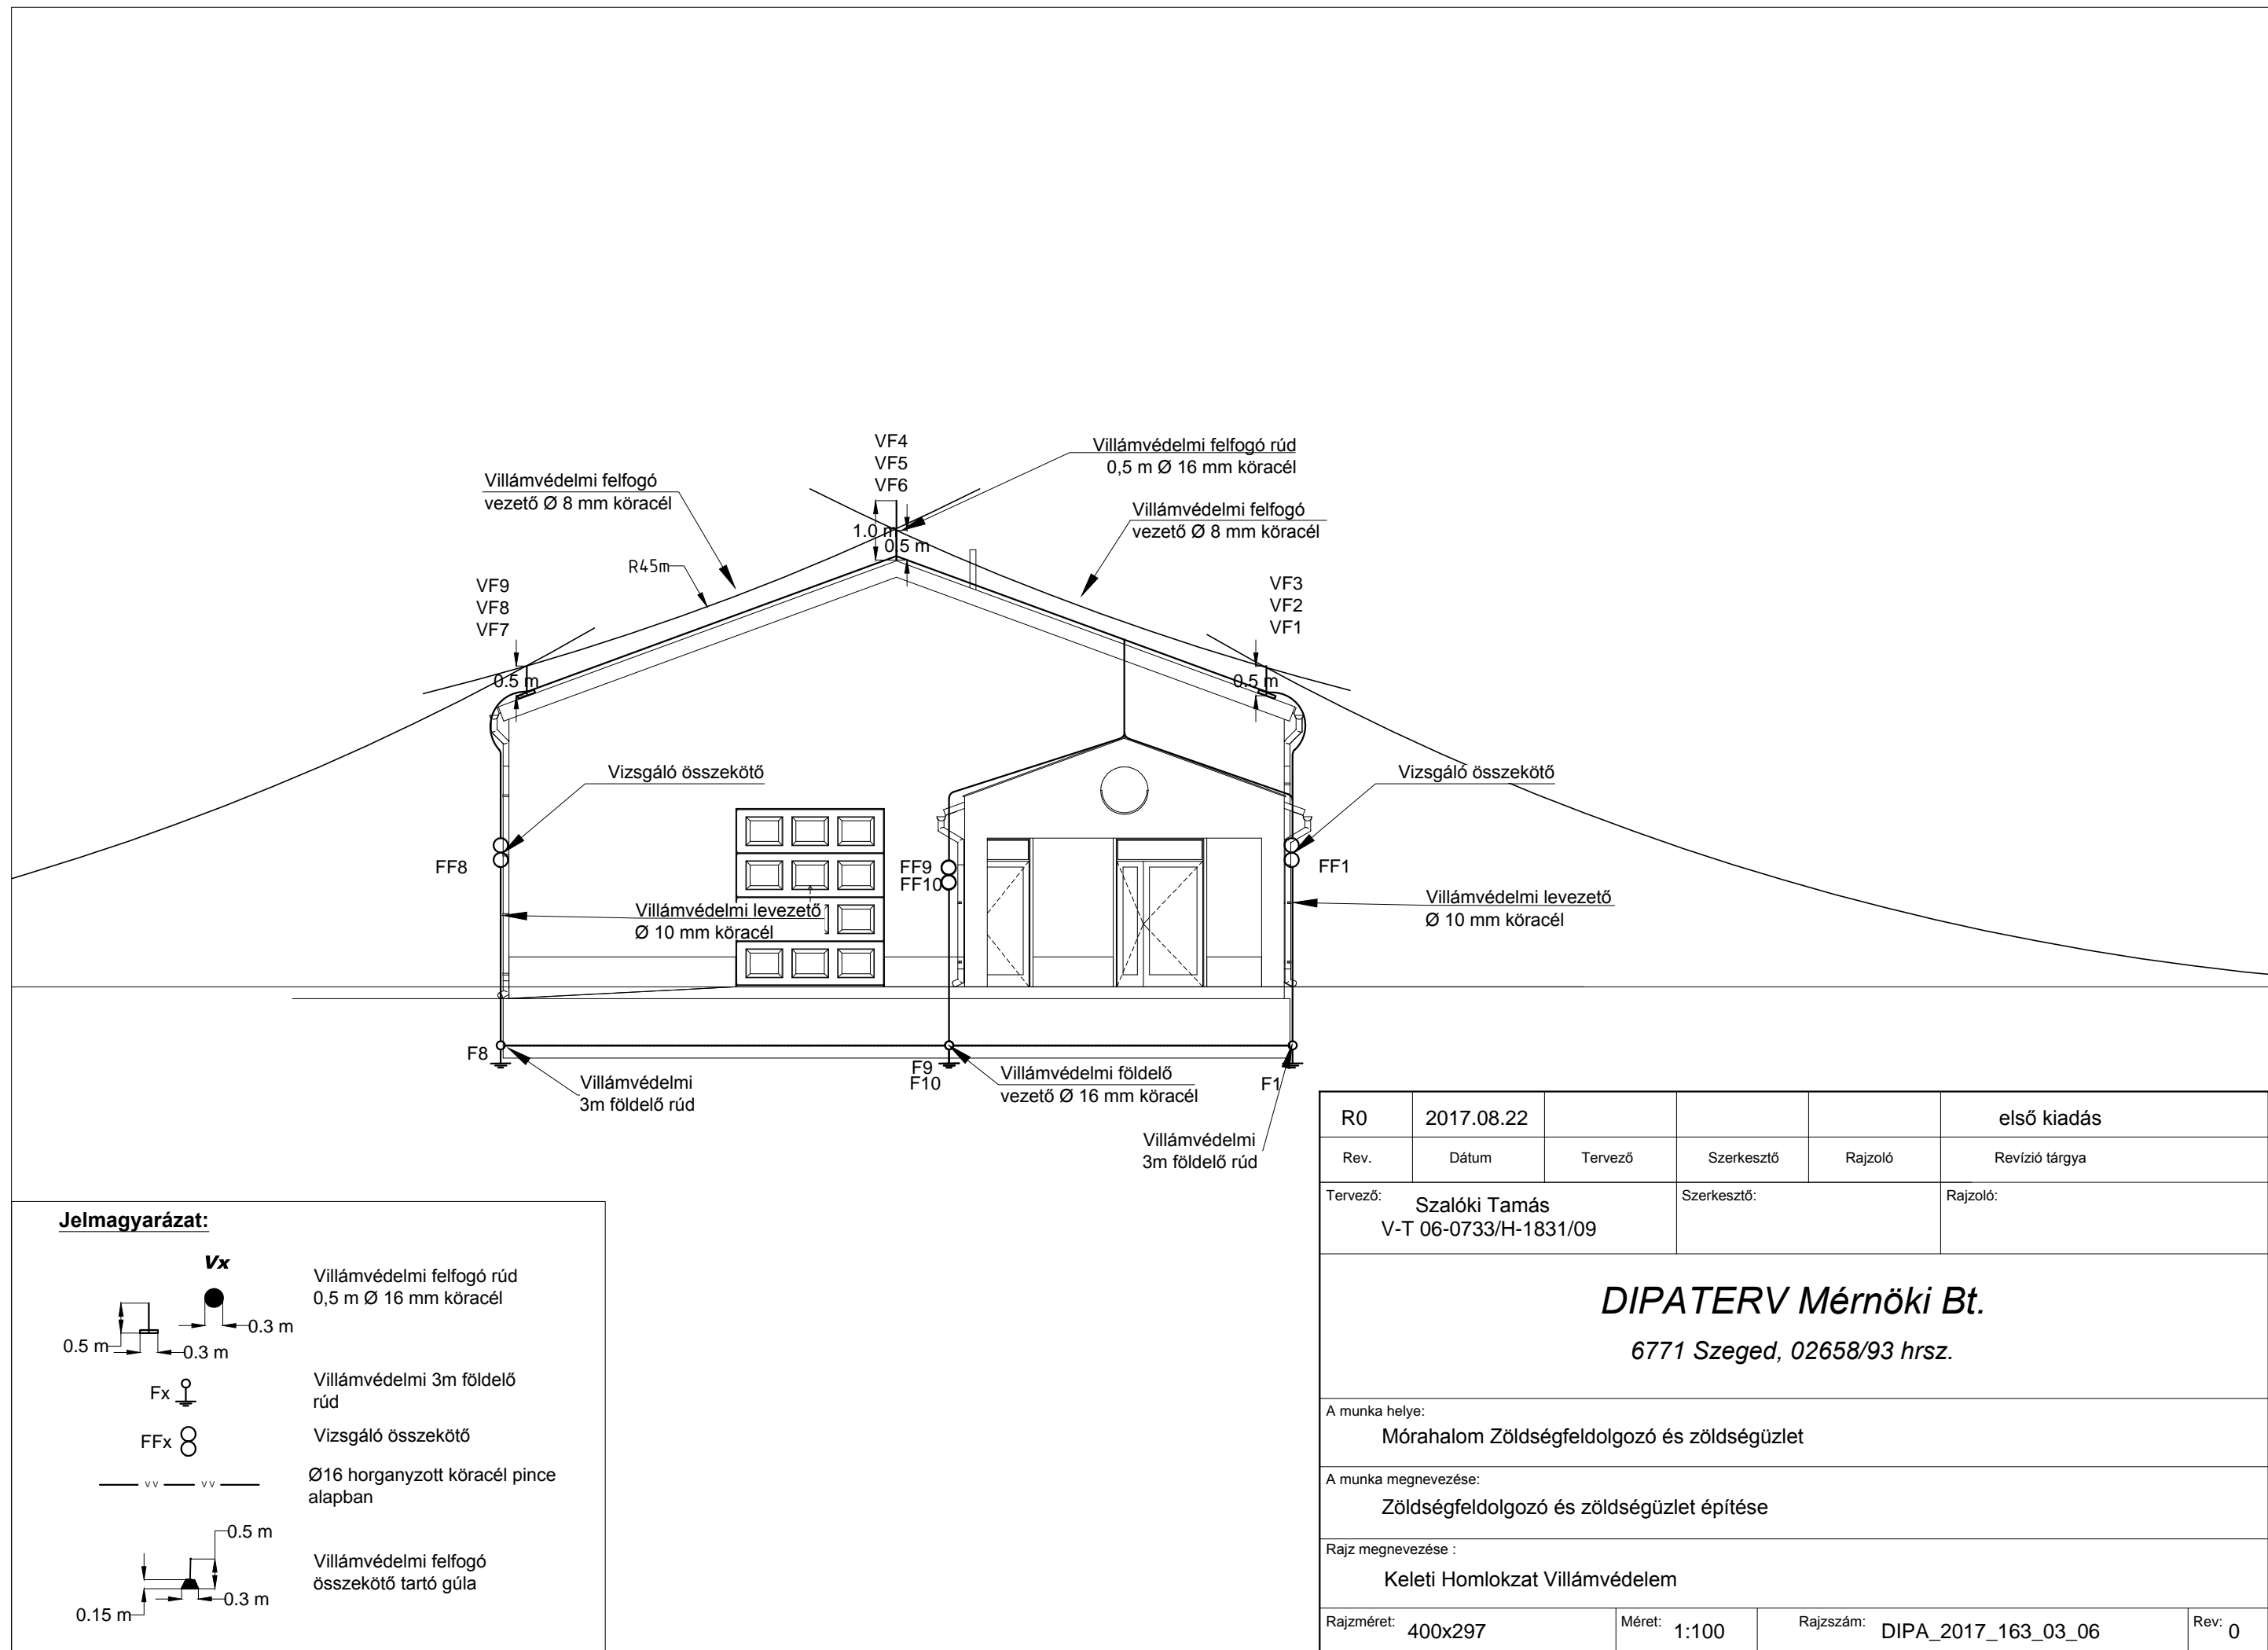 VF4
VF5
VF6
Villámvédelmi felfogó rúd
0,5 m Ø 16 mm köracél
Villámvédelmi felfogó
vezető Ø 8 mm köracél
Villámvédelmi felfogó
vezető Ø 8 mm köracél
1.0 m
0.5 m
R45m
VF9
VF8
VF7
VF3
VF2
VF1
0.5 m
0.5 m
Vizsgáló összekötő
Vizsgáló összekötő
FF8
FF9
FF10
FF1
Villámvédelmi levezető
Ø 10 mm köracél
Villámvédelmi levezető
Ø 10 mm köracél
F8
F9
F10
F1
Villámvédelmi
3m földelő rúd
Villámvédelmi földelő
vezető Ø 16 mm köracél
Villámvédelmi
3m földelő rúd
Jelmagyarázat:
Vx
Villámvédelmi felfogó rúd
0,5 m Ø 16 mm köracél
0.3 m
0.5 m
0.3 m
Fx
Villámvédelmi 3m földelő
rúd
FFx
Vizsgáló összekötő
VV VV
Ø16 horganyzott köracél pince
alapban
0.5 m
Villámvédelmi felfogó
összekötő tartó gúla
0.3 m
0.15 m
R0 2017.08.22 első kiadás
Rev. Dátum Tervező Szerkesztő Rajzoló Revízió tárgya
Tervező: Szalóki Tamás Szerkesztő: Rajzoló:
V-T 06-0733/H-1831/09
DIPATERV Mérnöki Bt.
6771 Szeged, 02658/93 hrsz.
A munka helye:
Mórahalom Zöldségfeldolgozó és zöldségüzlet
A munka megnevezése:
Zöldségfeldolgozó és zöldségüzlet építése
Rajz megnevezése :
Keleti Homlokzat Villámvédelem
Rajzméret: 400x297 Méret: 1:100 Rajzszám: DIPA_2017_163_03_06 Rev: 0